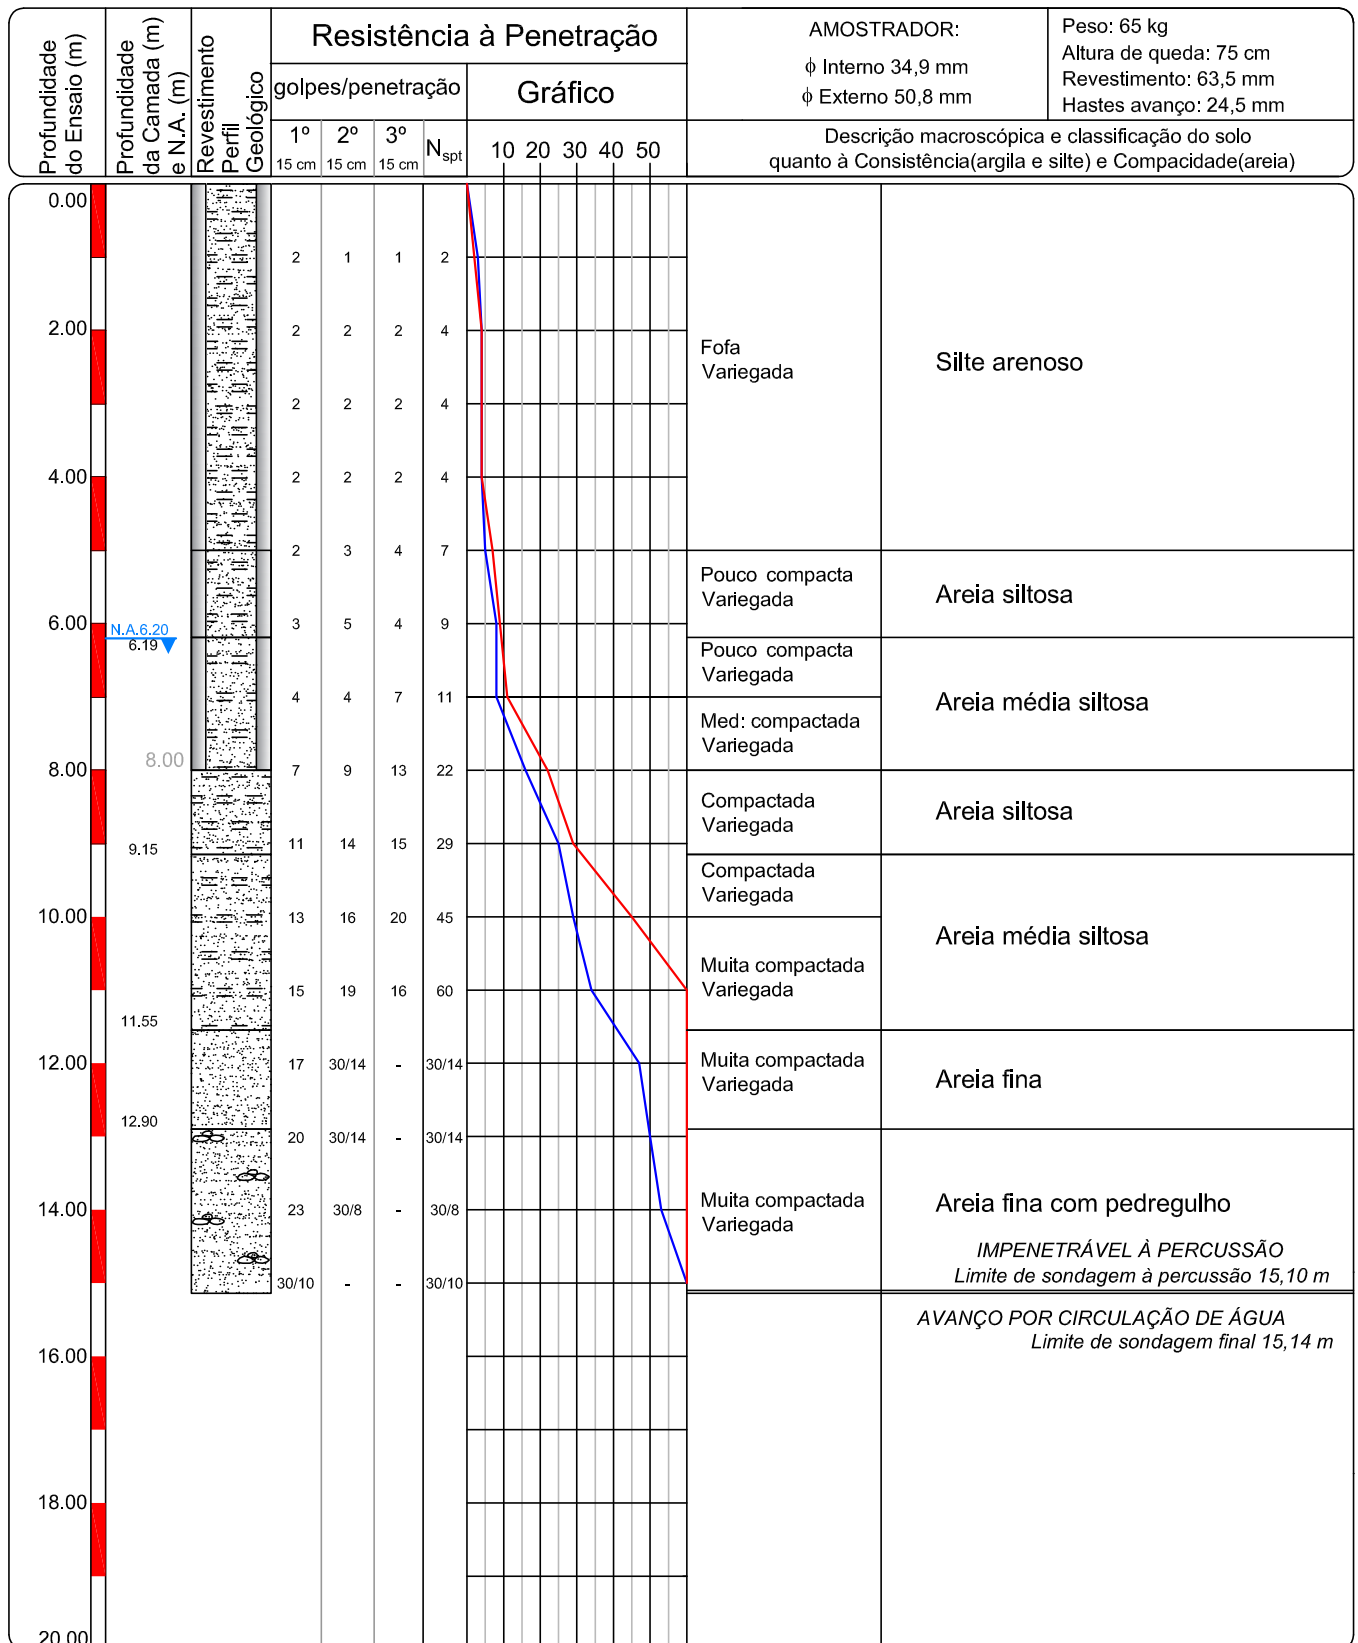 Profundidade
do Ensaio (m)
Profundidade
da Camada (m)
e N.A. (m)
Revestimento
Perfil
Geológico
Resistência à Penetração
golpes/penetração
Gráfico
1º
15 cm
2º
15 cm
3º
15 cm
Nspt
10 20 30 40 50
AMOSTRADOR:
ϕ Interno 34,9 mm
ϕ Externo 50,8 mm
Peso: 65 kg
Altura de queda: 75 cm
Revestimento: 63,5 mm
Hastes avanço: 24,5 mm
Descrição macroscópica e classificação do solo
quanto à Consistência(argila e silte) e Compacidade(areia)
0.00
2 1 1 2
2.00 2 2 2 4
Fofa
Variegada
Silte arenoso
2 2 2 4
4.00 2 2 2 4
2 3 4 7
Pouco compacta
Variegada
Areia siltosa
6.00 3 5 4 9
N.A.6.20
6.19
Pouco compacta
Variegada
Areia média siltosa
4 4 7 11
Med: compactada
Variegada
8.00
8.00 7 9 13 22
Compactada
Variegada
Areia siltosa
9.15
11 14 15 29
Compactada
Variegada
10.00 13 16 20 45
Areia média siltosa
Muita compactada
Variegada
15 19 16 60
11.55
12.00 17 30/14 - 30/14
Muita compactada
Variegada
Areia fina
12.90
20 30/14 - 30/14
14.00 23 30/8 - 30/8
Muita compactada
Variegada
Areia fina com pedregulho
IMPENETRÁVEL À PERCUSSÃO
Limite de sondagem à percussão 15,10 m
30/10 - - 30/10
AVANÇO POR CIRCULAÇÃO DE ÁGUA
Limite de sondagem final 15,14 m
16.00
18.00
20.00